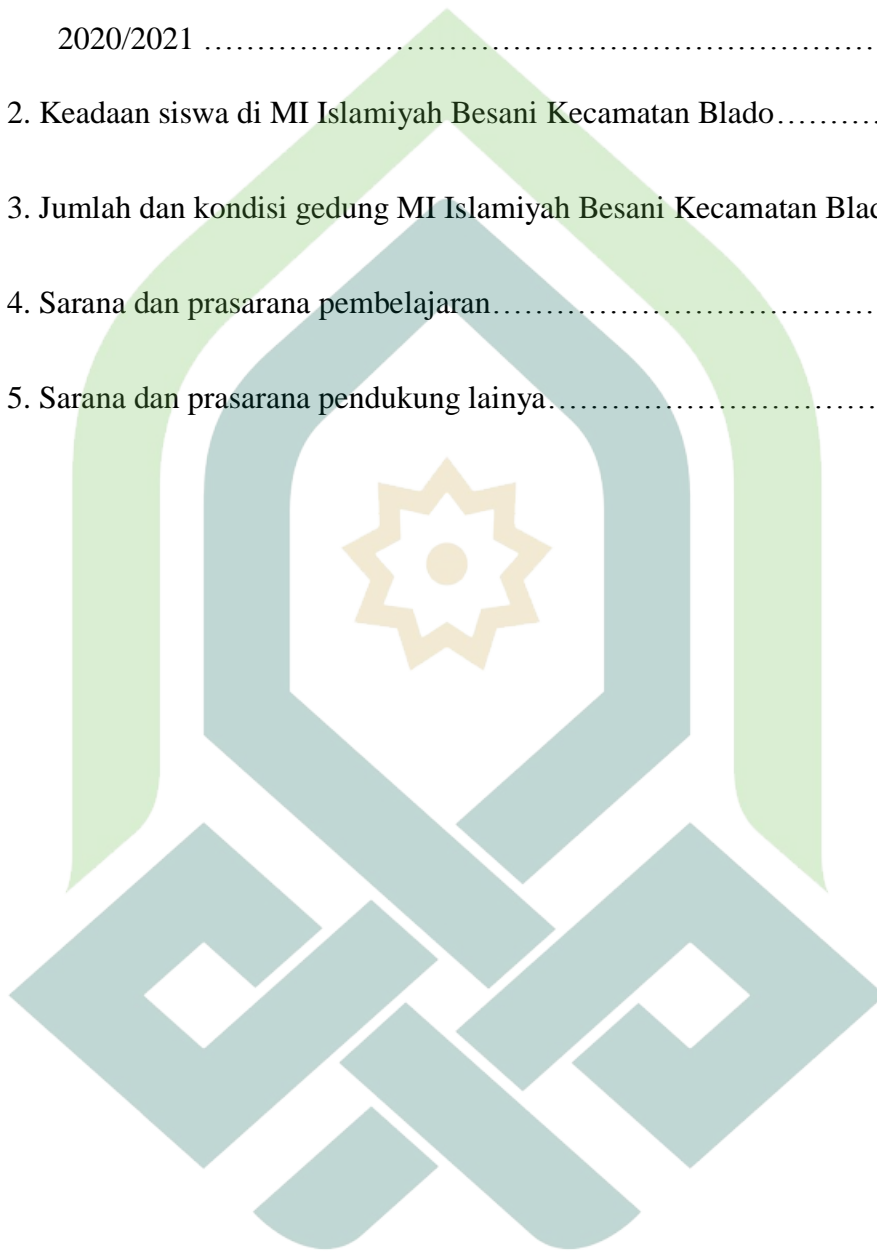 2020/2021 ……………………………………………………………………
2. Keadaan siswa di MI Islamiyah Besani Kecamatan Blado…………
3. Jumlah dan kondisi gedung MI Islamiyah Besani Kecamatan
4. Sarana dan prasarana pembelajaran……………………………………
5. Sarana dan prasarana pendukung lainya………………………………